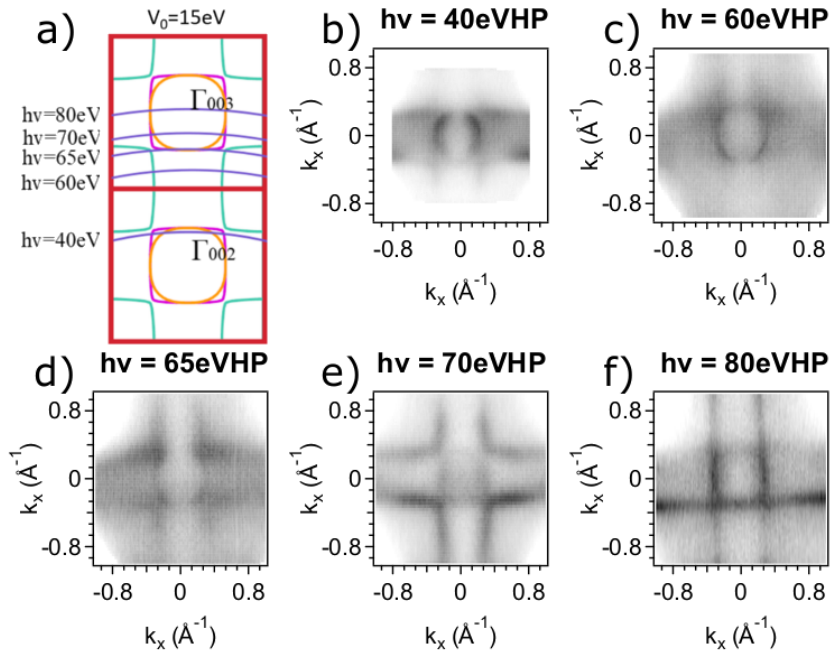 a)
V₀=15eV
Γ003
hν=80eV
hν=70eV
hν=65eV
hν=60eV
hν=40eV
Γ002
b)
hν = 40eVHP
kₓ (Å⁻¹)
0.8
0
-0.8
-0.8 0 0.8
kₓ (Å⁻¹)
c)
hν = 60eVHP
kₓ (Å⁻¹)
0.8
0
-0.8
-0.8 0 0.8
kₓ (Å⁻¹)
d)
hν = 65eVHP
kₓ (Å⁻¹)
0.8
0
-0.8
-0.8 0 0.8
kₓ (Å⁻¹)
e)
hν = 70eVHP
kₓ (Å⁻¹)
0.8
0
-0.8
-0.8 0 0.8
kₓ (Å⁻¹)
f)
hν = 80eVHP
kₓ (Å⁻¹)
0.8
0
-0.8
-0.8 0 0.8
kₓ (Å⁻¹)